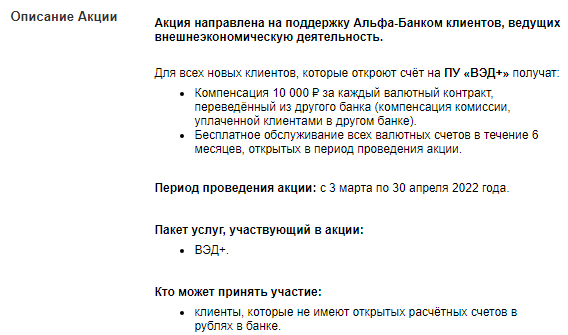 Описание Акции
Акция направлена на поддержку Альфа-Банком клиентов, ведущих
внешнеэкономическую деятельность.
Для всех новых клиентов, которые откроют счёт на ПУ «ВЭД+» получат:
• Компенсация 10 000 ₽ за каждый валютный контракт,
переведённый из другого банка (компенсация комиссии,
уплаченной клиентами в другом банке).
• Бесплатное обслуживание всех валютных счетов в течение 6
месяцев, открытых в период проведения акции.
Период проведения акции: с 3 марта по 30 апреля 2022 года.
Пакет услуг, участвующий в акции:
• ВЭД+.
Кто может принять участие:
• клиенты, которые не имеют открытых расчётных счетов в
рублях в банке.